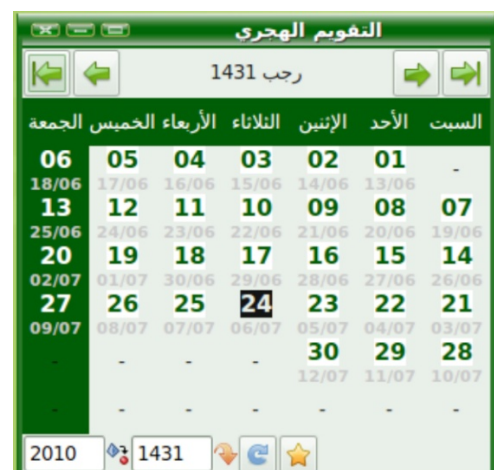 التقويم الهجري
رجب 1431
السبت الأحد الإثنين الثلاثاء الأربعاء الخميس الجمعة
- 01 02 03 04 05 06
13/06 14/06 15/06 16/06 17/06 18/06
07 08 09 10 11 12 13
19/06 20/06 21/06 22/06 23/06 24/06 25/06
14 15 16 17 18 19 20
26/06 27/06 28/06 29/06 30/06 01/07 02/07
21 22 23 24 25 26 27
03/07 04/07 05/07 06/07 07/07 08/07 09/07
28 29 30 - - - -
10/07 11/07 12/07
- - - - - - -
2010 1431